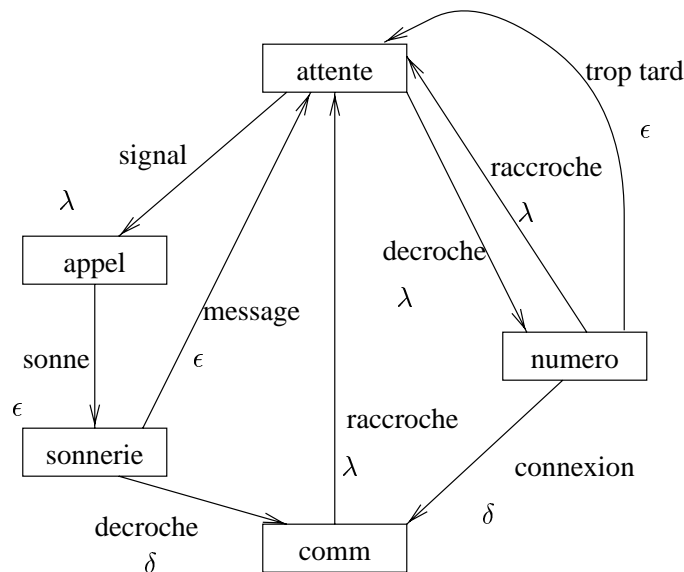 attente
trop tard
ϵ
signal
raccroche
λ
λ
appel
decroche
λ
message
sonne
numero
ϵ
ϵ
raccroche
sonnerie
λ
connexion
decroche
δ
δ
comm